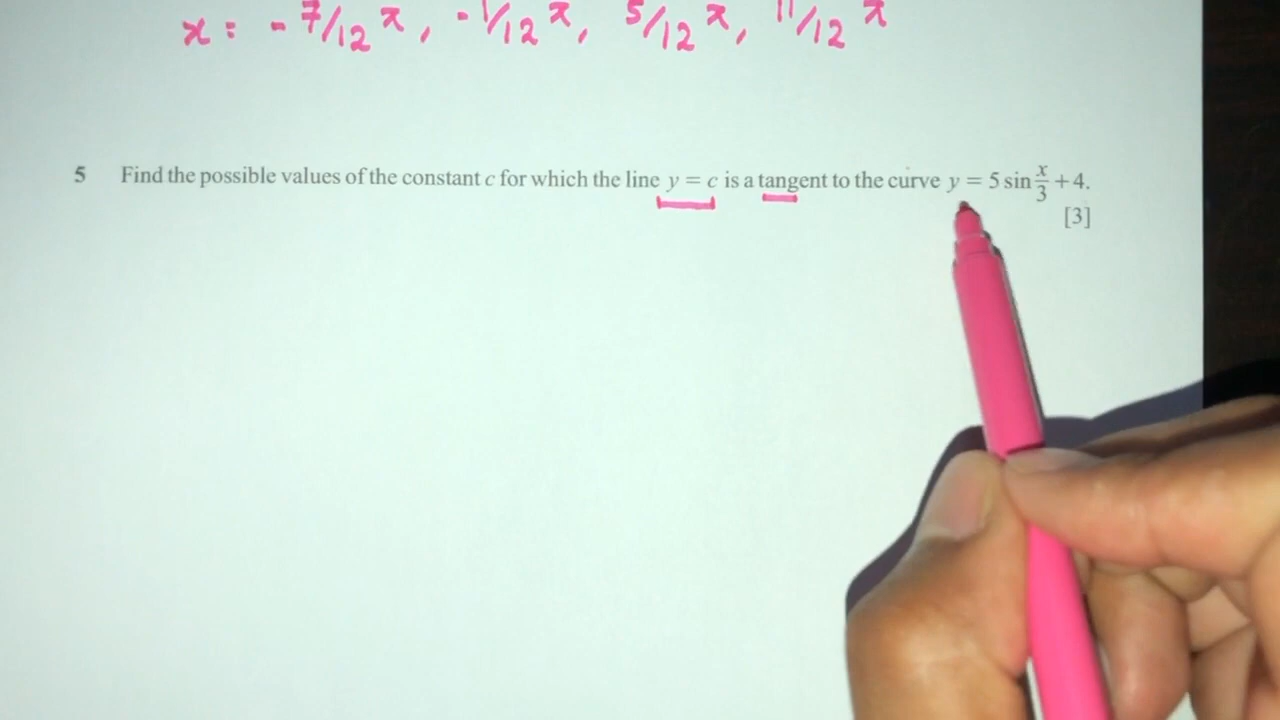 x = - 7/12 π, - 1/12 π, 5/12 π, 11/12 π
5 Find the possible values of the constant c for which the line y = c is a tangent to the curve y = 5 sin x/3 + 4.
[3]